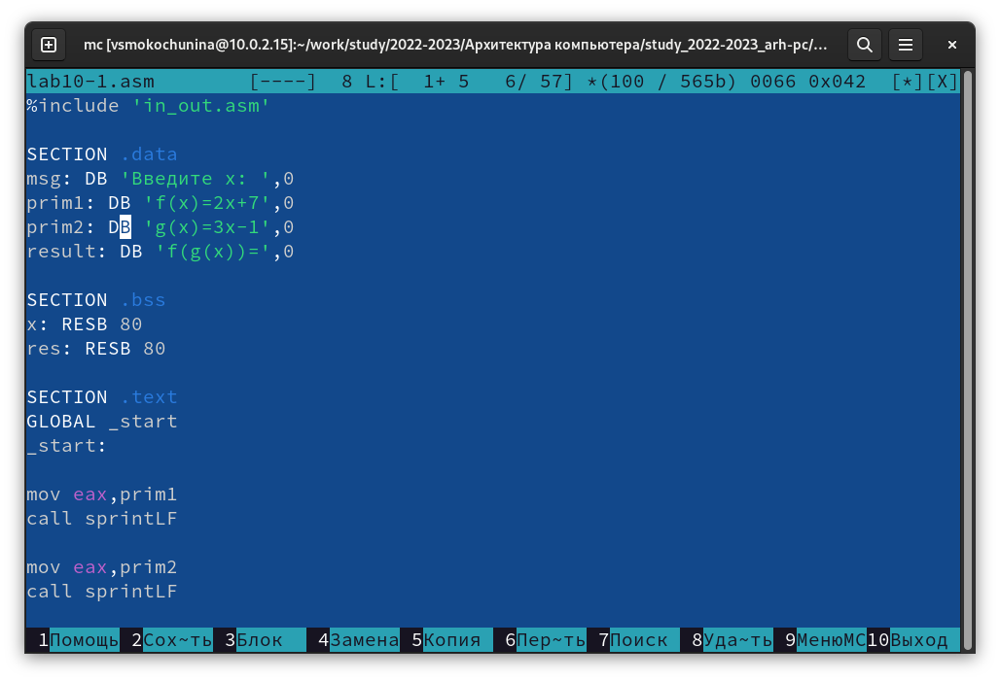 mc [vsmokochunina@10.0.2.15]:~/work/study/2022-2023/Архитектура компьютера/study_2022-2023_arh-pc/...
lab10-1.asm [----] 8 L:[ 1+ 5 6/ 57] *(100 / 565b) 0066 0x042 [*][X]
%include 'in_out.asm'
SECTION .data
msg: DB 'Введите x: ',0
prim1: DB 'f(x)=2x+7',0
prim2: DB 'g(x)=3x-1',0
result: DB 'f(g(x))=',0
SECTION .bss
x: RESB 80
res: RESB 80
SECTION .text
GLOBAL _start
_start:
mov eax,prim1
call sprintLF
mov eax,prim2
call sprintLF
1Помощь 2Сох~ть 3Блок 4Замена 5Копия 6Пер~ть 7Поиск 8Уда~ть 9МенюMC 10Выход